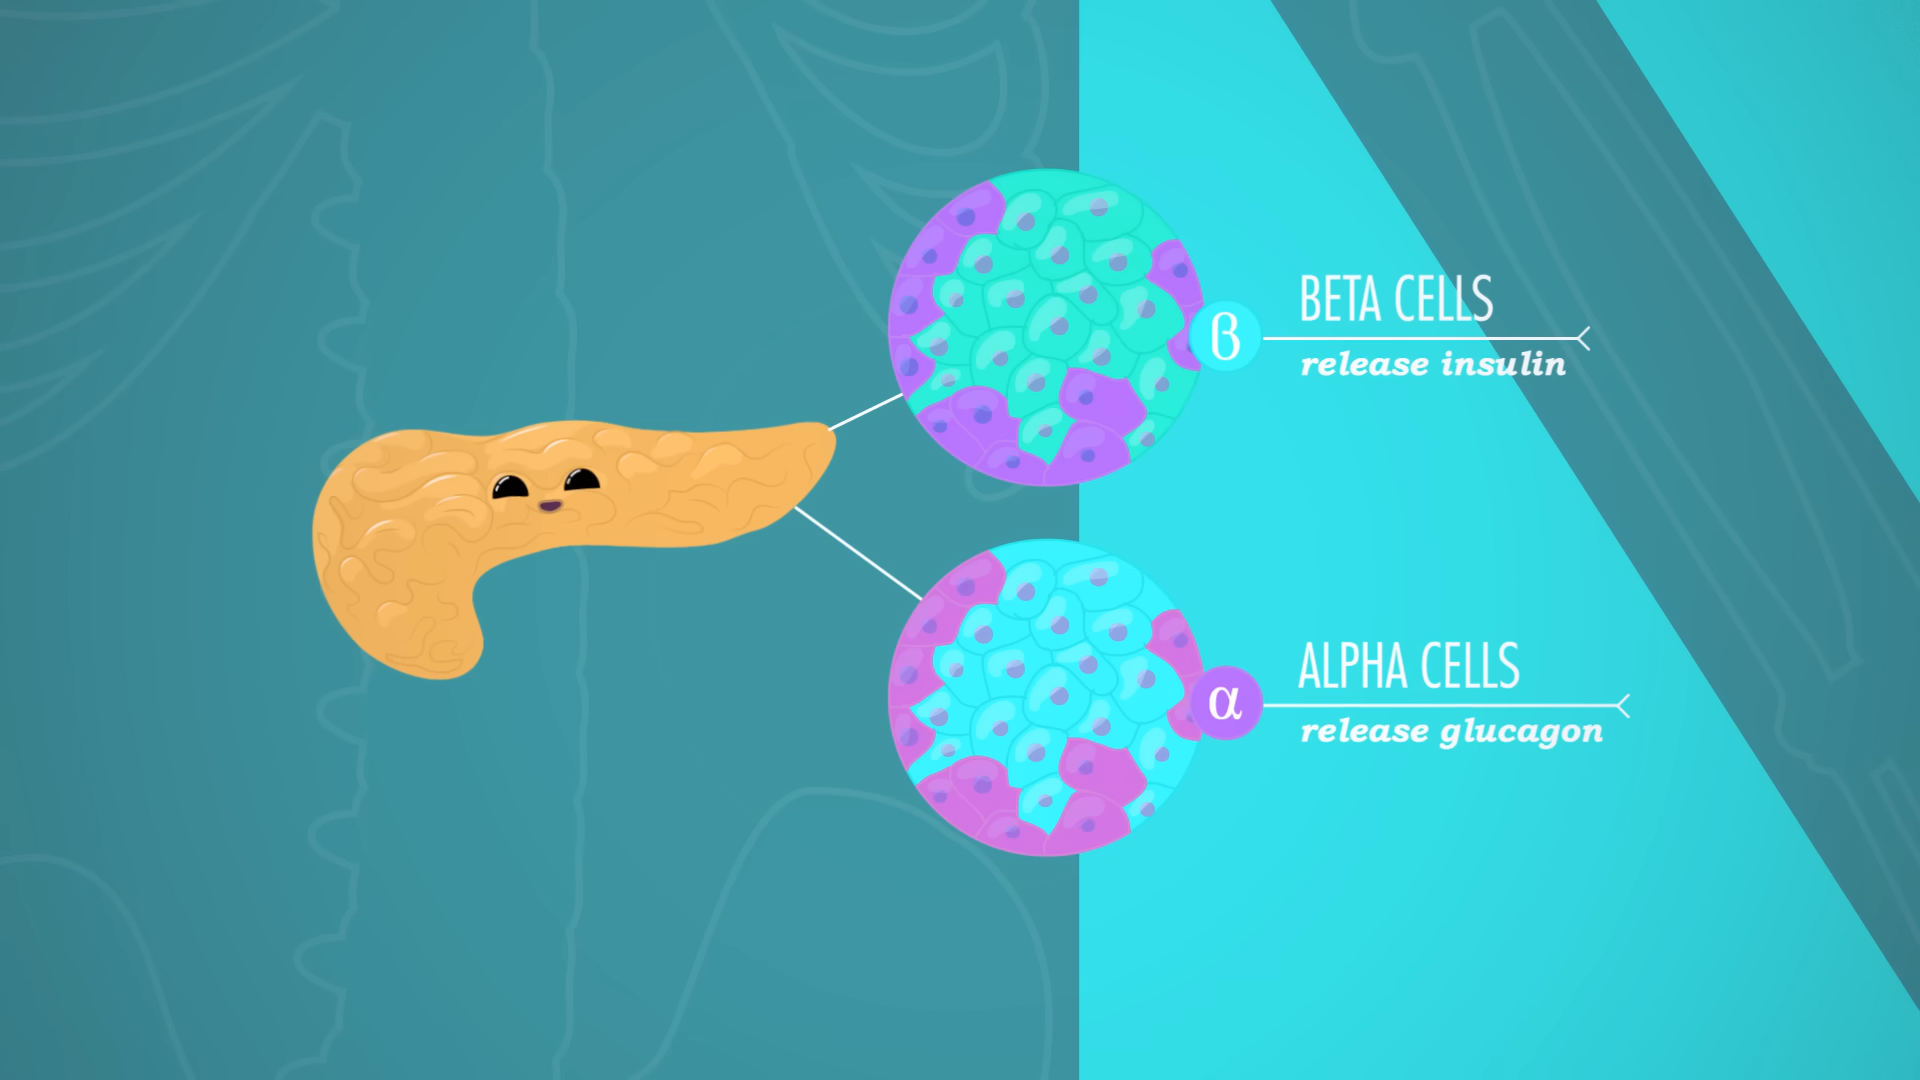 β
BETA CELLS
release insulin
α
ALPHA CELLS
release glucagon